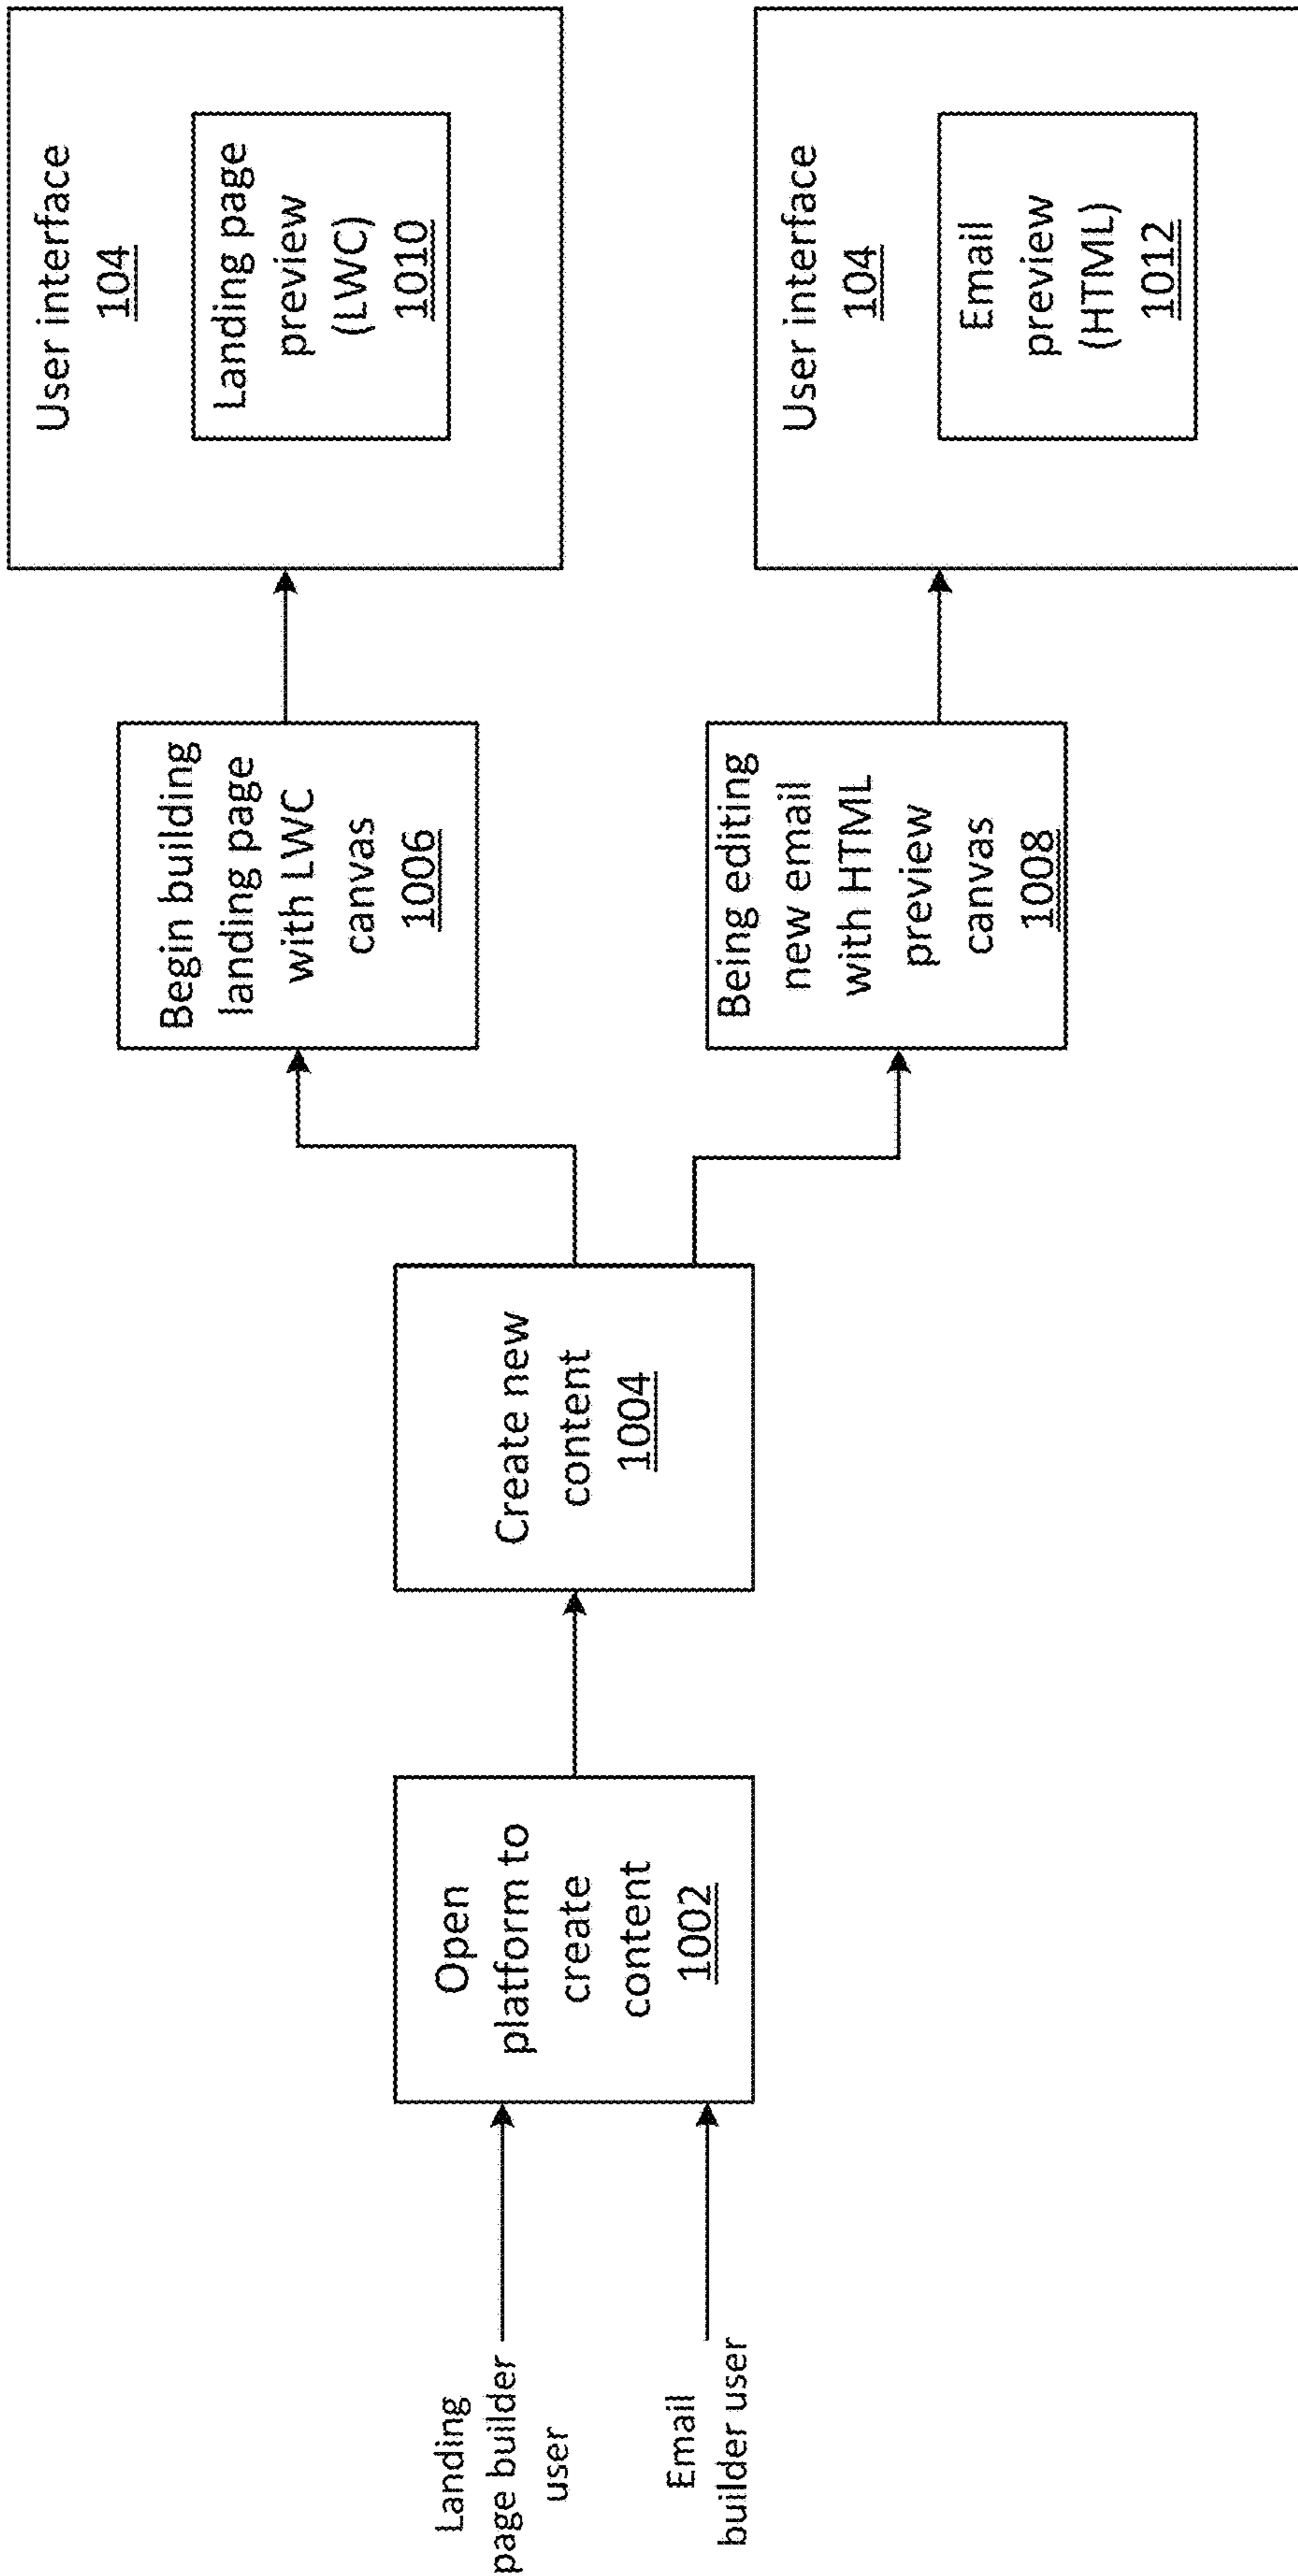 Landing
page builder
user
Email
builder user
Open
platform to
create
content
1002
Create new
content
1004
Begin building
landing page
with LWC
canvas
1006
Being editing
new email
with HTML
preview
canvas
1008
User interface
104
Landing page
preview
(LWC)
1010
User interface
104
Email
preview
(HTML)
1012